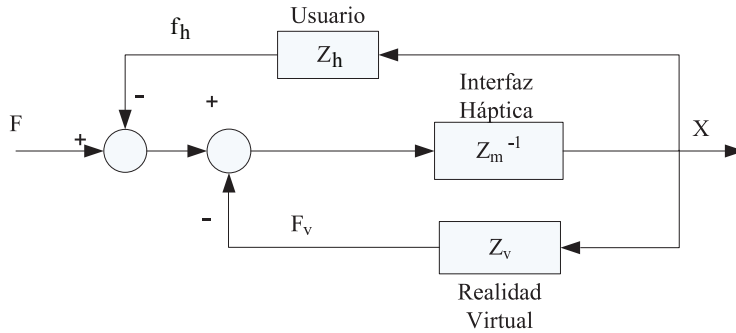 Usuario
f_h
Z_h
-
+
Interfaz
Háptica
F
+
X
Z_m^-1
-
F_v
Z_v
Realidad
Virtual